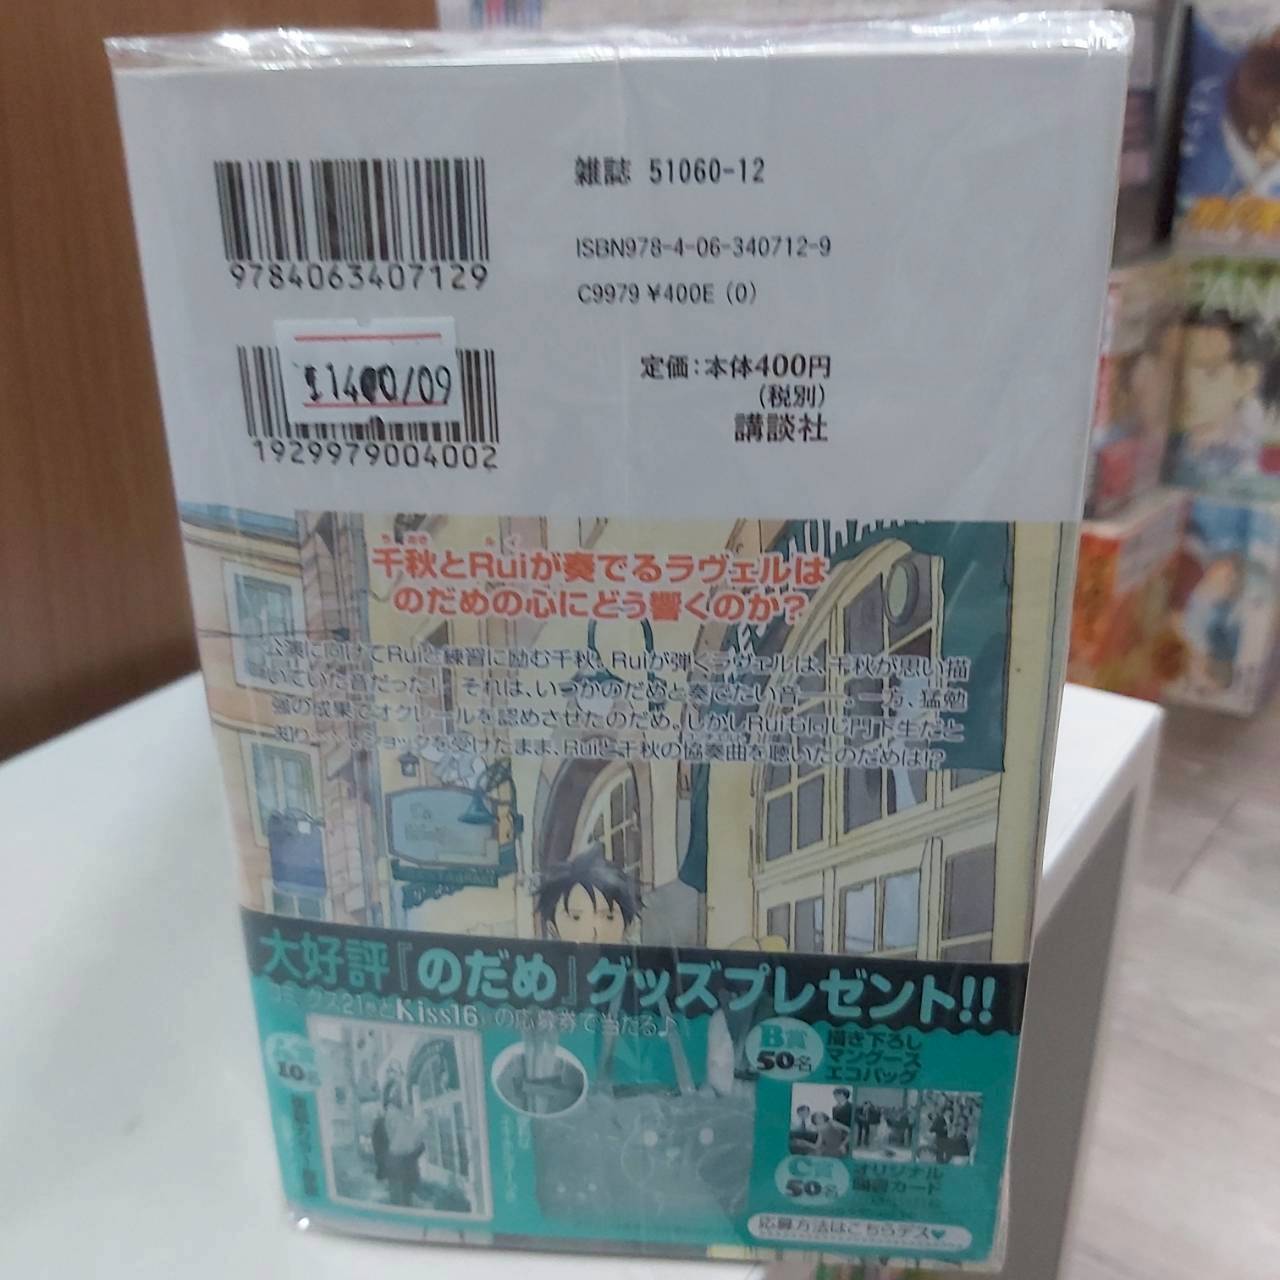 9784063407129
雑誌 51060-12
ISBN978-4-06-340712-9
C9979 ¥400E (0)
1400/09
1929979004002
定価:本体400円
(税別)
講談社
千秋とRuiが奏でるラヴェルは
のだめの心にどう響くのか?
公演に向けてRuiと練習に励む千秋。Ruiが弾くラヴェルは、千秋が思い描
いていた音だった! それは、いつかのだめと奏でたい音――。一方、猛勉
強の成果でオクレールを認めさせたのだめ。しかしRuiも同じ門下生だと
知り、ショックを受けたまま、Ruiと千秋の協奏曲を聴いたのだめは!?
大好評『のだめ』グッズプレゼント!!
コミックス21巻とKiss16 の応募券で当たる♪
10名
B賞
50名
描き下ろし
マングース
エコバッグ
C賞
50名
オリジナル
図書カード
応募方法はこちらデス♥